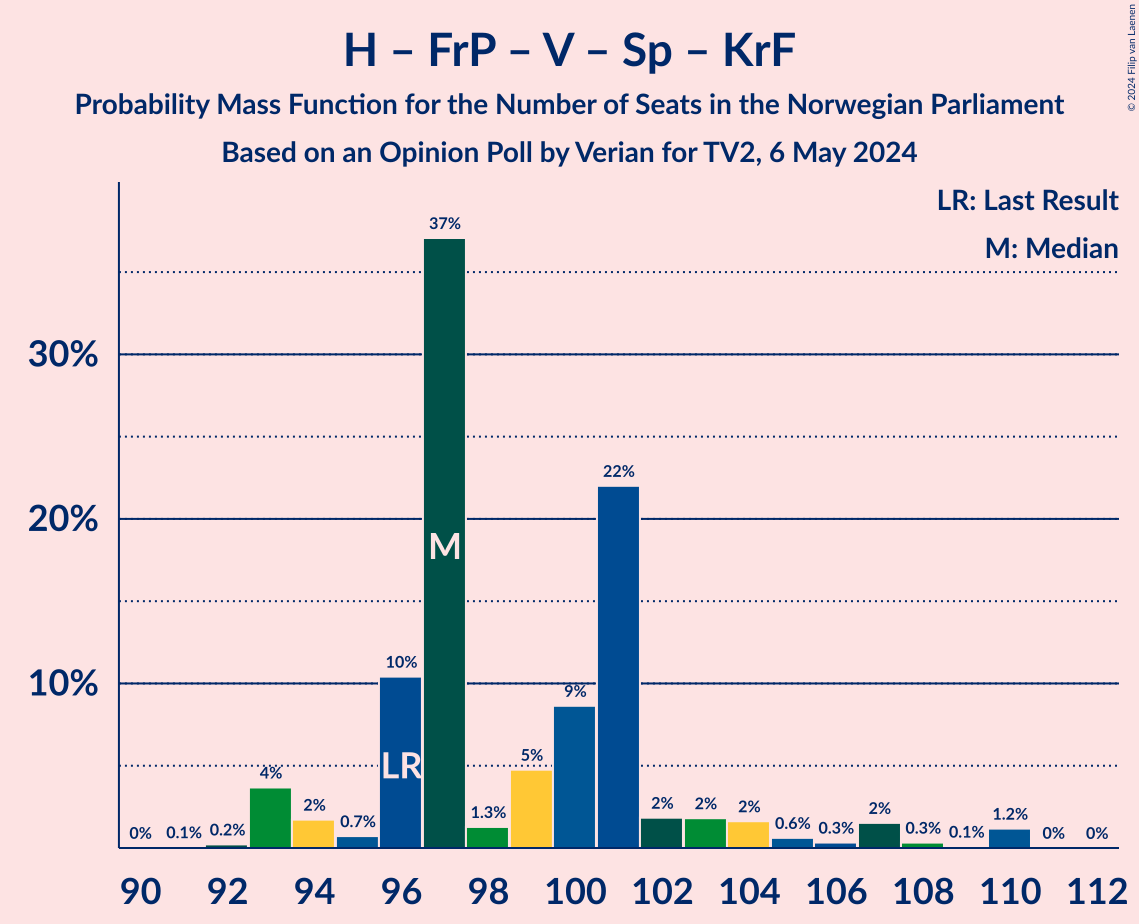 H – FrP – V – Sp – KrF
Probability Mass Function for the Number of Seats in the Norwegian Parliament
Based on an Opinion Poll by Verian for TV2, 6 May 2024
© 2024 Filip van Laenen
LR: Last Result
M: Median
30%
20%
10%
0% 0.1% 0.2% 4% 2% 0.7% 10% 37% 1.3% 5% 9% 22% 2% 2% 2% 0.6% 0.3% 2% 0.3% 0.1% 1.2% 0% 0%
LR
M
90 92 94 96 98 100 102 104 106 108 110 112